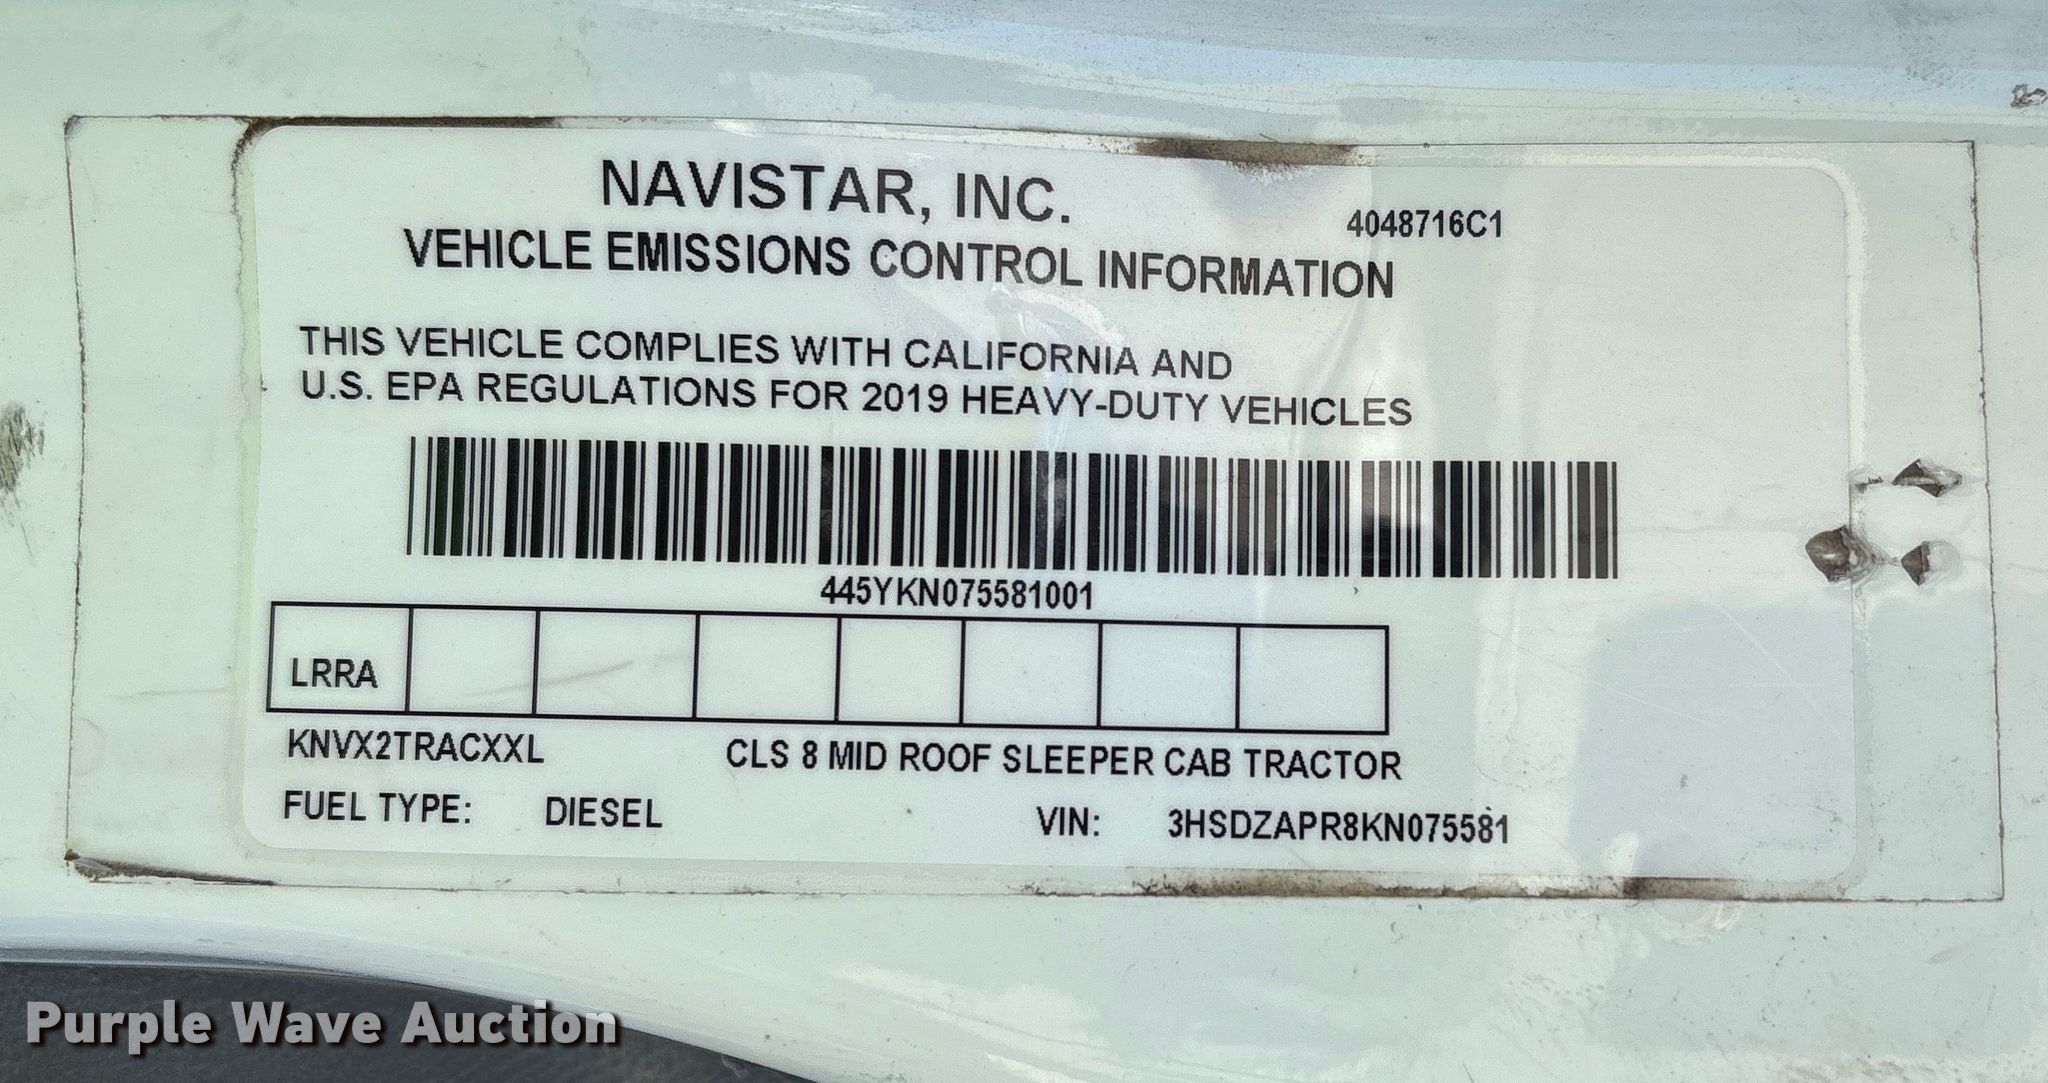 NAVISTAR, INC.
4048716C1
VEHICLE EMISSIONS CONTROL INFORMATION
THIS VEHICLE COMPLIES WITH CALIFORNIA AND
U.S. EPA REGULATIONS FOR 2019 HEAVY-DUTY VEHICLES
445YKN075581001
LRRA
KNVX2TRACXXL CLS 8 MID ROOF SLEEPER CAB TRACTOR
FUEL TYPE: DIESEL VIN: 3HSDZAPR8KN075581
Purple Wave Auction